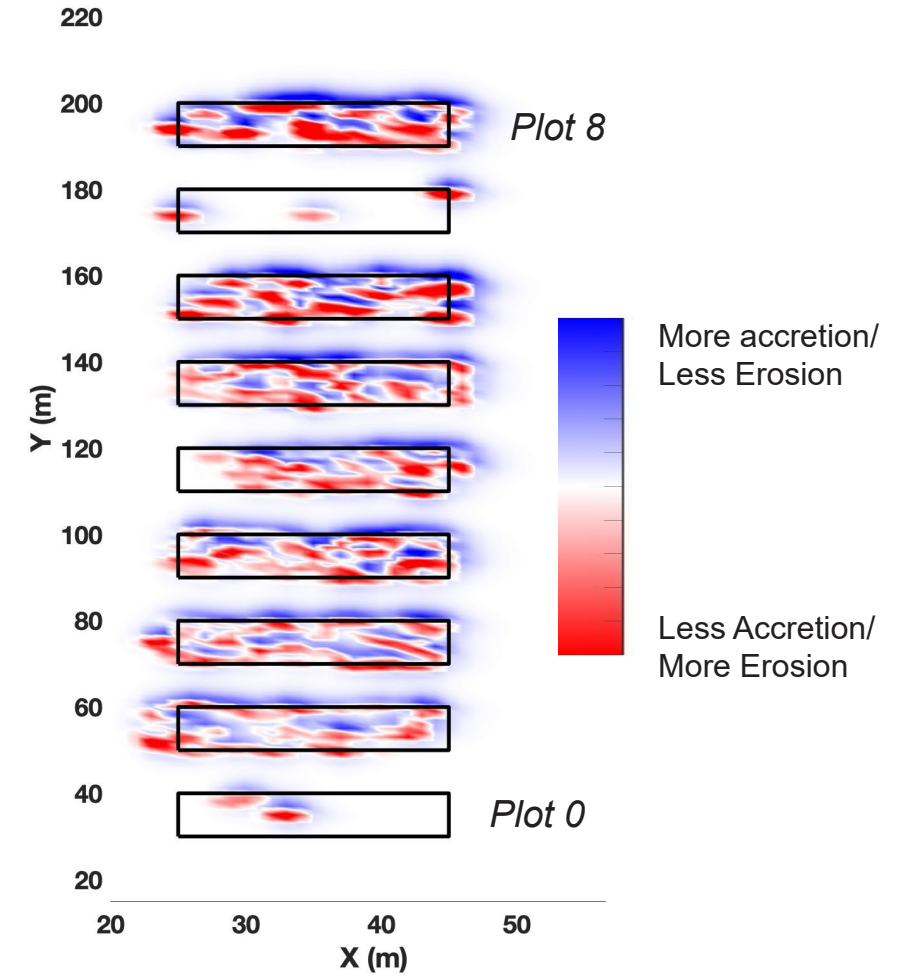 220
200
Plot 8
180
160
140
120
100
80
60
40
Plot 0
20
Y (m)
20 30 40 50
X (m)
More accretion/
Less Erosion
Less Accretion/
More Erosion